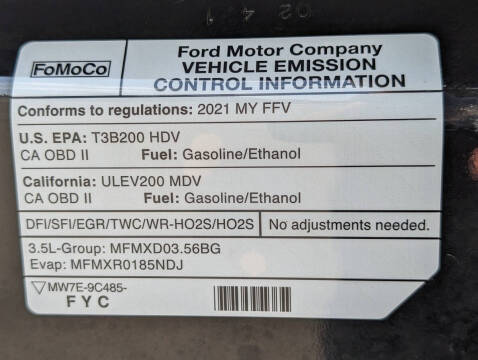 02 4
FoMoCo
Ford Motor Company
VEHICLE EMISSION
CONTROL INFORMATION
Conforms to regulations: 2021 MY FFV
U.S. EPA: T3B200 HDV
CA OBD II Fuel: Gasoline/Ethanol
California: ULEV200 MDV
CA OBD II Fuel: Gasoline/Ethanol
DFI/SFI/EGR/TWC/WR-HO2S/HO2S No adjustments needed.
3.5L-Group: MFMXD03.56BG
Evap: MFMXR0185NDJ
MW7E-9C485-
FYC